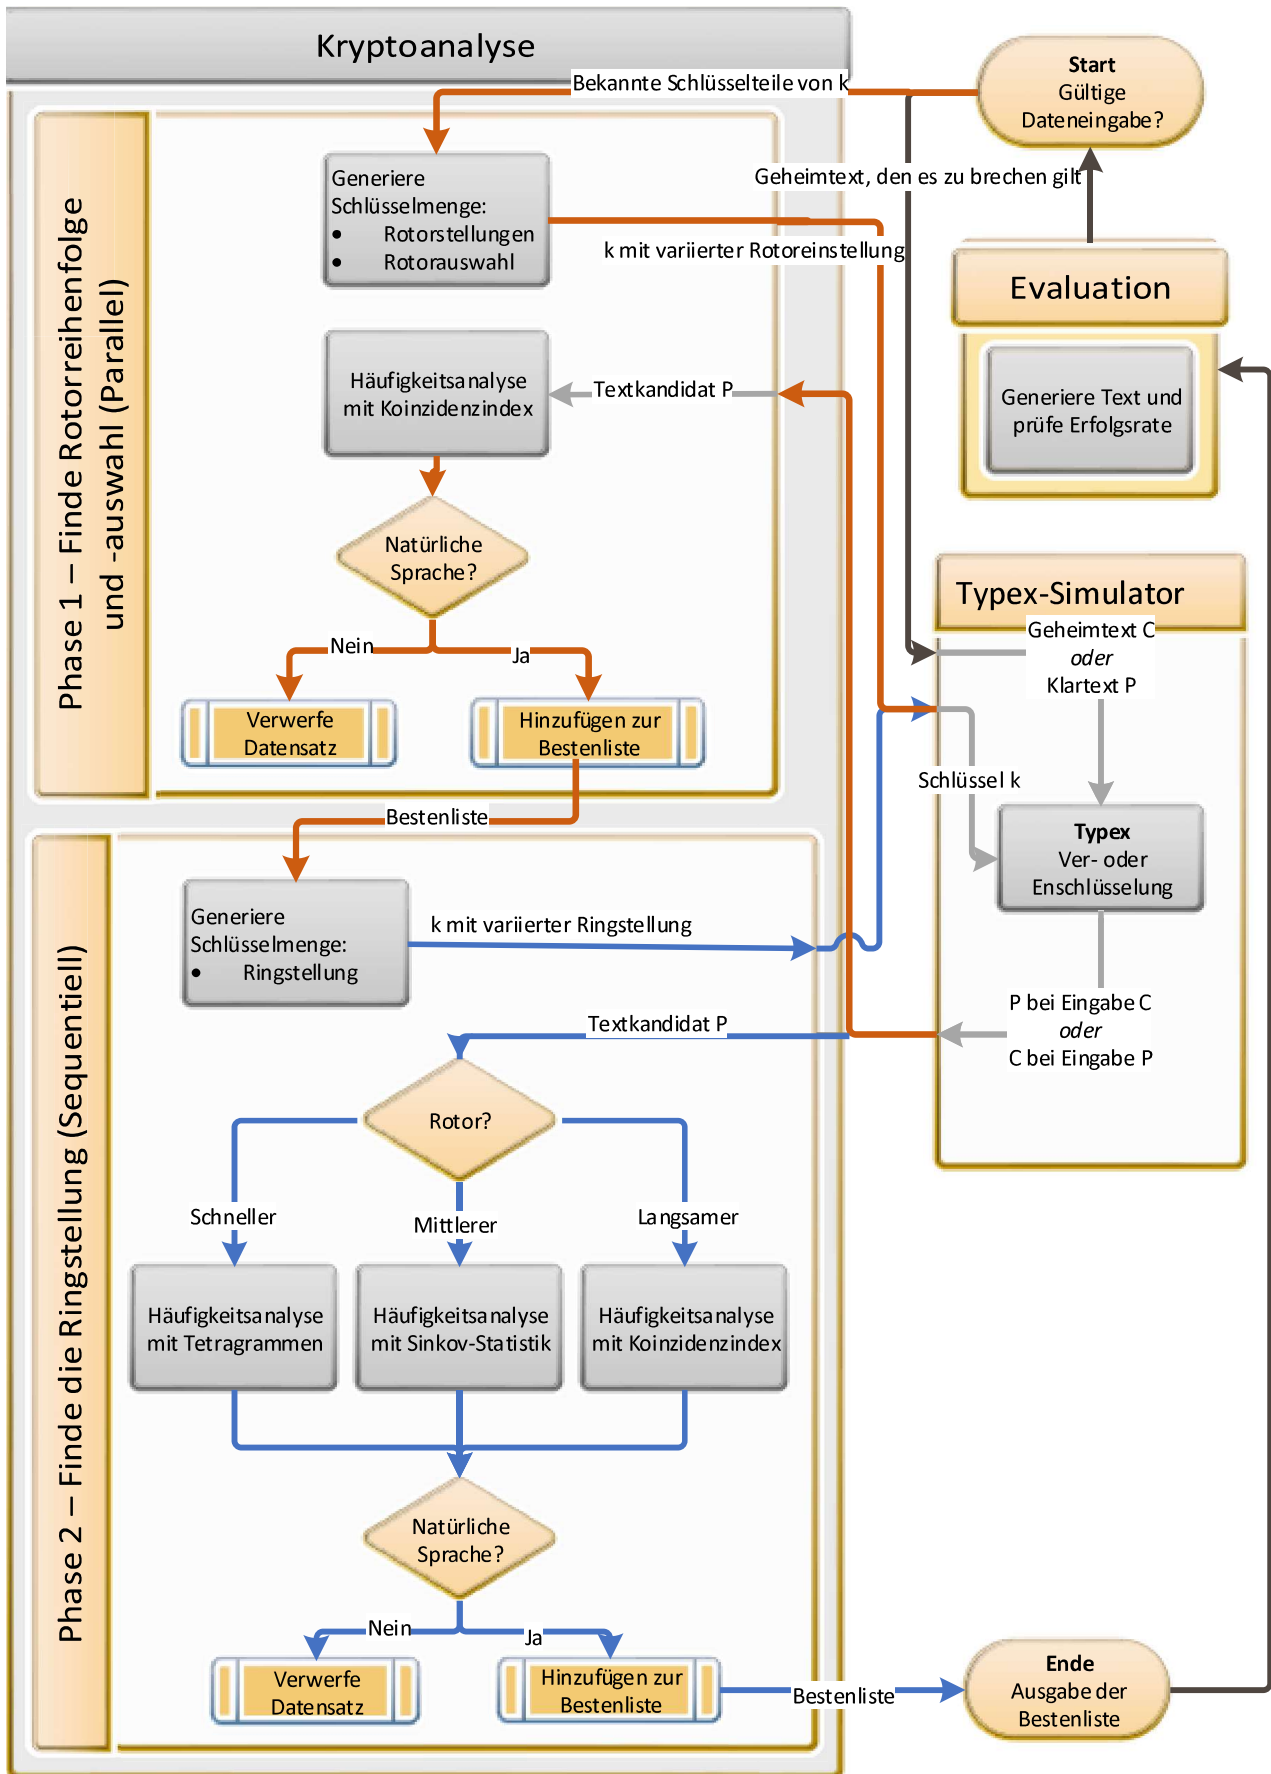 Kryptoanalyse
Bekannte Schlüsselteile von k
Start
Gültige
Dateneingabe?
Geheimtext, den es zu brechen gilt
Phase 1 – Finde Rotorreihenfolge
und -auswahl (Parallel)
Generiere
Schlüsselmenge:
• Rotorstellungen
• Rotorauswahl
k mit variierter Rotoreinstellung
Evaluation
Generiere Text und
prüfe Erfolgsrate
Häufigkeitsanalyse
mit Koinzidenzindex
Textkandidat P
Natürliche
Sprache?
Nein
Ja
Verwerfe
Datensatz
Hinzufügen zur
Bestenliste
Typex-Simulator
Geheimtext C
oder
Klartext P
Schlüssel k
Typex
Ver- oder
Enschlüsselung
P bei Eingabe C
oder
C bei Eingabe P
Bestenliste
Phase 2 – Finde die Ringstellung (Sequentiell)
Generiere
Schlüsselmenge:
• Ringstellung
k mit variierter Ringstellung
Textkandidat P
Rotor?
Schneller
Mittlerer
Langsamer
Häufigkeitsanalyse
mit Tetragrammen
Häufigkeitsanalyse
mit Sinkov-Statistik
Häufigkeitsanalyse
mit Koinzidenzindex
Natürliche
Sprache?
Nein
Ja
Verwerfe
Datensatz
Hinzufügen zur
Bestenliste
Bestenliste
Ende
Ausgabe der
Bestenliste